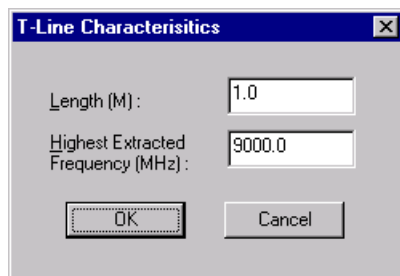 T-Line Characterisitics
Length (M) :
1.0
Highest Extracted
Frequency (MHz) :
9000.0
OK
Cancel